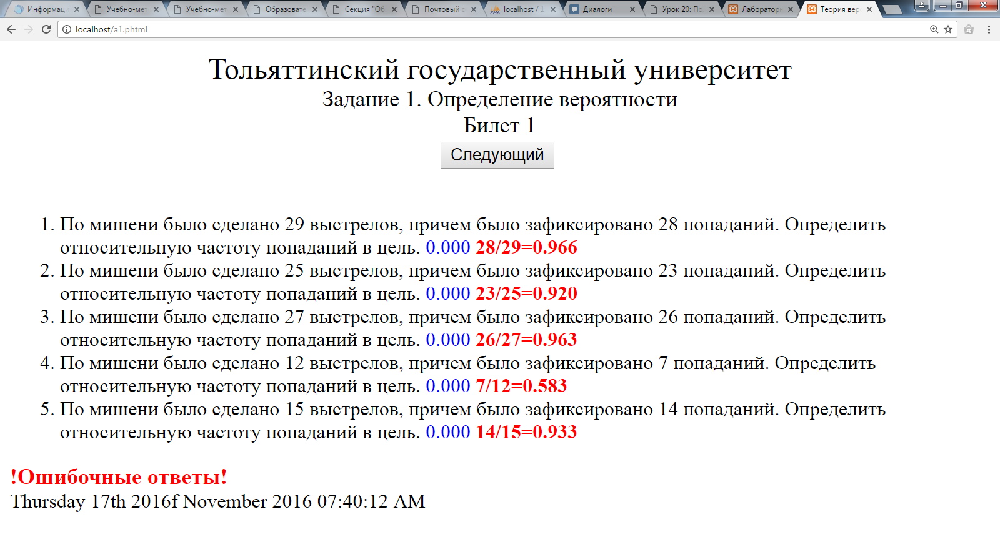 Информац
Учебно-мет
Учебно-мет
Образовате
Секция "Об
Почтовый с
localhost / 1
Диалоги
Урок 20: По
Лаборатор
Теория вер
localhost/a1.phtml
Тольяттинский государственный университет
Задание 1. Определение вероятности
Билет 1
Следующий
1. По мишени было сделано 29 выстрелов, причем было зафиксировано 28 попаданий. Определить
относительную частоту попаданий в цель. 0.000 28/29=0.966
2. По мишени было сделано 25 выстрелов, причем было зафиксировано 23 попаданий. Определить
относительную частоту попаданий в цель. 0.000 23/25=0.920
3. По мишени было сделано 27 выстрелов, причем было зафиксировано 26 попаданий. Определить
относительную частоту попаданий в цель. 0.000 26/27=0.963
4. По мишени было сделано 12 выстрелов, причем было зафиксировано 7 попаданий. Определить
относительную частоту попаданий в цель. 0.000 7/12=0.583
5. По мишени было сделано 15 выстрелов, причем было зафиксировано 14 попаданий. Определить
относительную частоту попаданий в цель. 0.000 14/15=0.933
!Ошибочные ответы!
Thursday 17th 2016f November 2016 07:40:12 AM